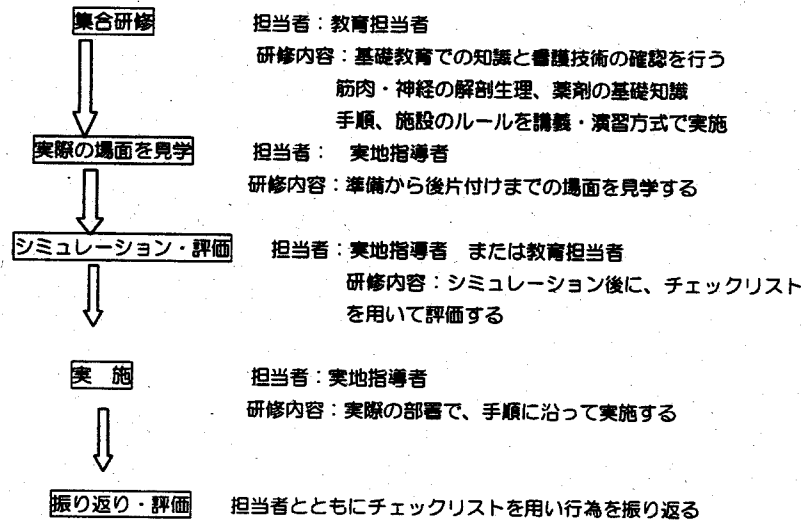 集合研修
担当者：教育担当者
研修内容：基礎教育での知識と看護技術の確認を行う
筋肉・神経の解剖生理、薬剤の基礎知識
手順、施設のルールを講義・演習方式で実施
実際の場面を見学
担当者：　実地指導者
研修内容：準備から後片付けまでの場面を見学する
シミュレーション・評価
担当者：実地指導者　または教育担当者
研修内容：シミュレーション後に、チェックリスト
を用いて評価する
実　施
担当者：実地指導者
研修内容：実際の部署で、手順に沿って実施する
振り返り・評価
担当者とともにチェックリストを用い行為を振り返る